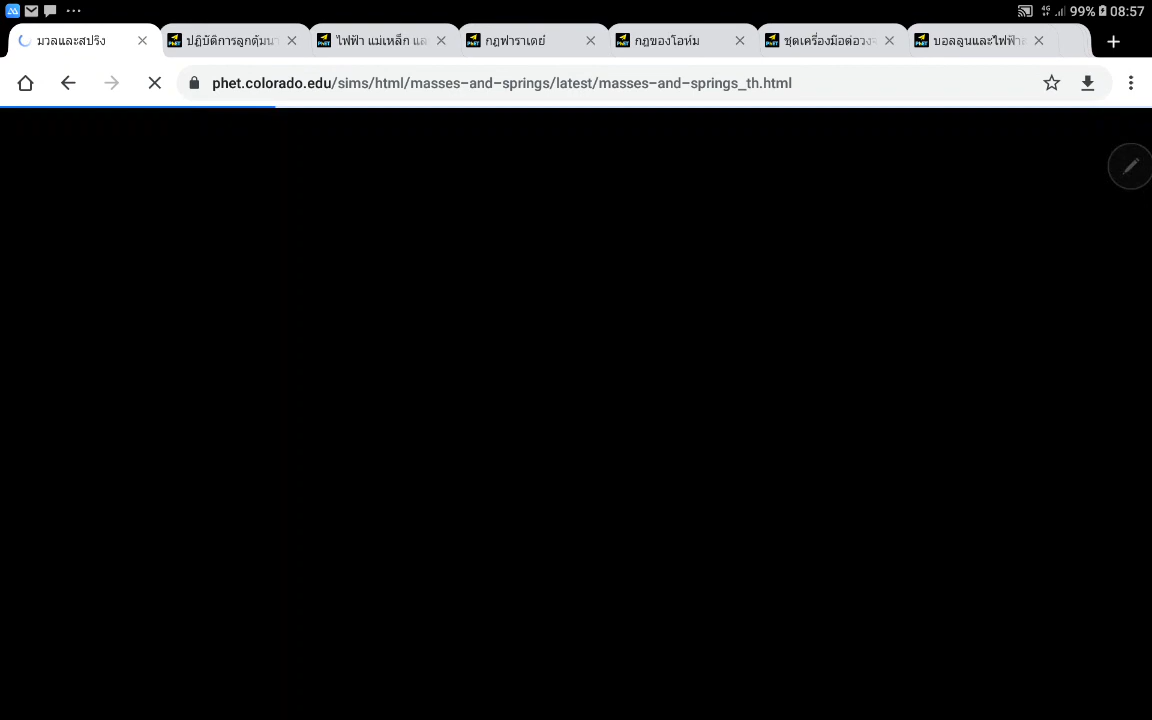 99% 08:57
มวลและสปริง
ปฏิบัติการลูกตุ้มนา
ไฟฟ้า แม่เหล็ก แล
กฎฟาราเดย์
กฎของโอห์ม
ชุดเครื่องมือต่อวงจ
บอลลูนและไฟฟ้าส
phet.colorado.edu/sims/html/masses-and-springs/latest/masses-and-springs_th.html